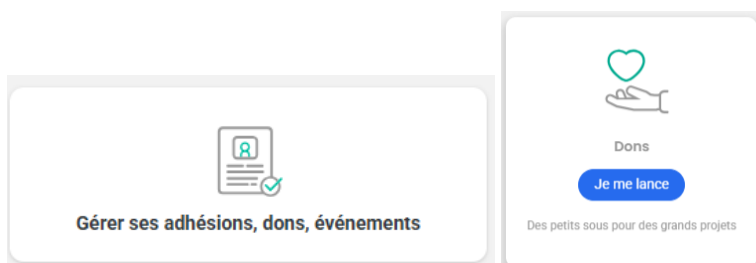 Gérer ses adhésions, dons, événements
Dons
Je me lance
Des petits sous pour des grands projets